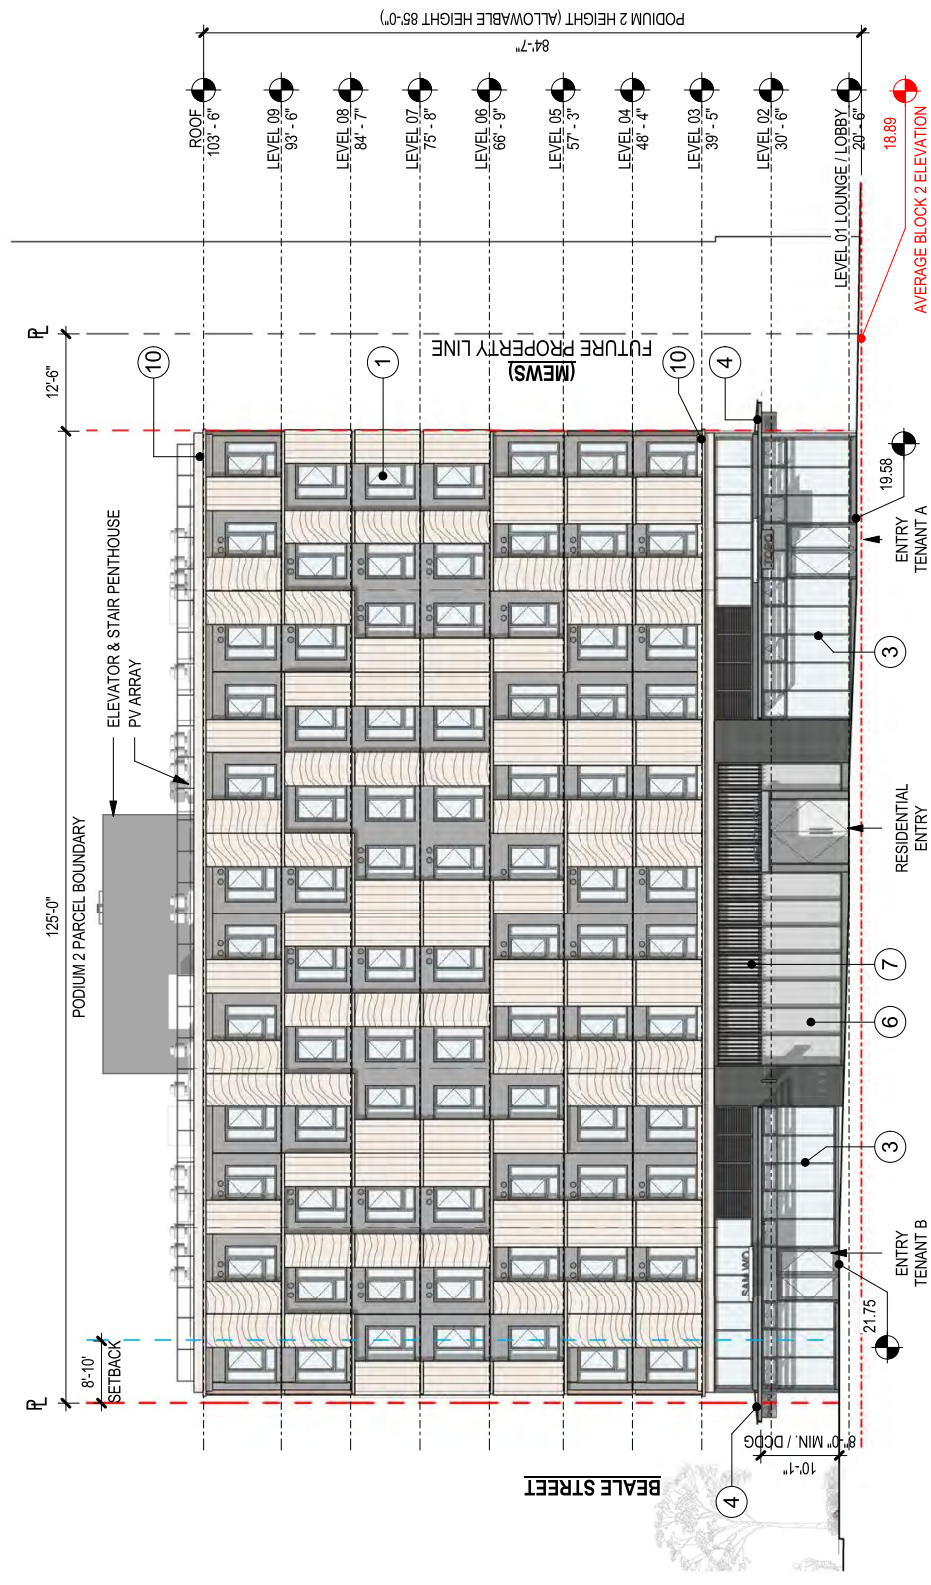 PODIUM 2 HEIGHT (ALLOWABLE HEIGHT 85'-0")
84'-7"
ROOF
103' - 6"
LEVEL 09
93' - 6"
LEVEL 08
84' - 7"
LEVEL 07
75' - 8"
LEVEL 06
66' - 9"
LEVEL 05
57' - 3"
LEVEL 04
48' - 4"
LEVEL 03
39' - 5"
LEVEL 02
30' - 6"
LEVEL 01 LOUNGE / LOBBY
20' - 6"
18.89
AVERAGE BLOCK 2 ELEVATION
PL
12'-6"
FUTURE PROPERTY LINE
(MEWS)
10
1
10
4
ELEVATOR & STAIR PENTHOUSE
PV ARRAY
125'-0"
PODIUM 2 PARCEL BOUNDARY
19.58
ENTRY
TENANT A
3
RESIDENTIAL
ENTRY
7
6
3
SAM WO
ENTRY
TENANT B
21.75
8'-10'
SETBACK
PL
4
8'-0" MIN. / DCDG
10'-1"
BEALE STREET